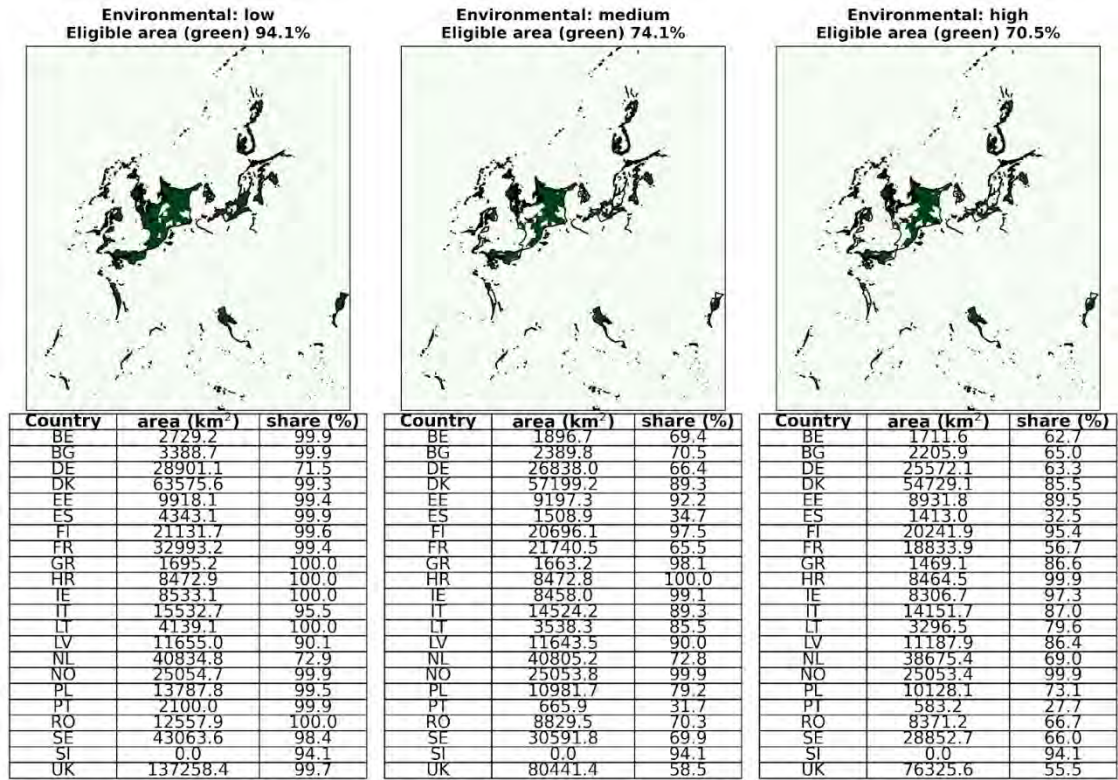 Environmental: low
Eligible area (green) 94.1%
Country area (km²) share (%)
BE 2729.2 99.9
BG 3388.7 99.9
DE 28901.1 71.5
DK 63575.6 99.3
EE 9918.1 99.4
ES 4343.1 99.9
FI 21131.7 99.6
FR 32993.2 99.4
GR 1695.2 100.0
HR 8472.9 100.0
IE 8533.1 100.0
IT 15532.7 95.5
LT 4139.1 100.0
LV 11655.0 90.1
NL 40834.8 72.9
NO 25054.7 99.9
PL 13787.8 99.5
PT 2100.0 99.9
RO 12557.9 100.0
SE 43063.6 98.4
SI 0.0 94.1
UK 137258.4 99.7
Environmental: medium
Eligible area (green) 74.1%
Country area (km²) share (%)
BE 1896.7 69.4
BG 2389.8 70.5
DE 26838.0 66.4
DK 57199.2 89.3
EE 9197.3 92.2
ES 1508.9 34.7
FI 20696.1 97.5
FR 21740.5 65.5
GR 1663.2 98.1
HR 8472.8 100.0
IE 8458.0 99.1
IT 14524.2 89.3
LT 3538.3 85.5
LV 11643.5 90.0
NL 40805.2 72.8
NO 25053.8 99.9
PL 10981.7 79.2
PT 665.9 31.7
RO 8829.5 70.3
SE 30591.8 69.9
SI 0.0 94.1
UK 80441.4 58.5
Environmental: high
Eligible area (green) 70.5%
Country area (km²) share (%)
BE 1711.6 62.7
BG 2205.9 65.0
DE 25572.1 63.3
DK 54729.1 85.5
EE 8931.8 89.5
ES 1413.0 32.5
FI 20241.9 95.4
FR 18833.9 56.7
GR 1469.1 86.6
HR 8464.5 99.9
IE 8306.7 97.3
IT 14151.7 87.0
LT 3296.5 79.6
LV 11187.9 86.4
NL 38675.4 69.0
NO 25053.4 99.9
PL 10128.1 73.1
PT 583.2 27.7
RO 8371.2 66.7
SE 28852.7 66.0
SI 0.0 94.1
UK 76325.6 55.5